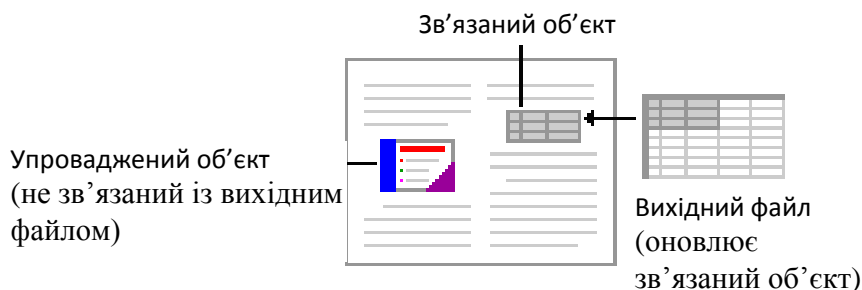 Зв’язаний об’єкт
Упроваджений об’єкт
(не зв’язаний із вихідним
файлом)
Вихідний файл
(оновлює
зв’язаний об’єкт)